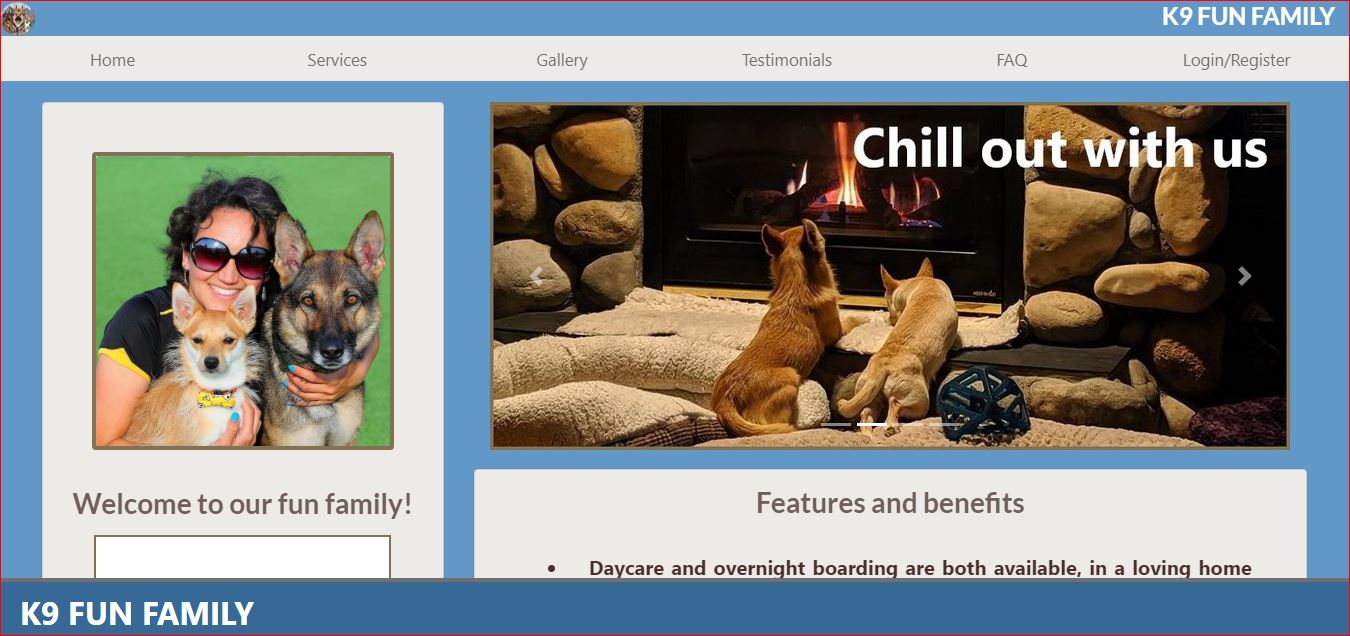 K9 FUN FAMILY
Home Services Gallery Testimonials FAQ Login/Register
Chill out with us
Welcome to our fun family!
Features and benefits
• Daycare and overnight boarding are both available, in a loving home
K9 FUN FAMILY